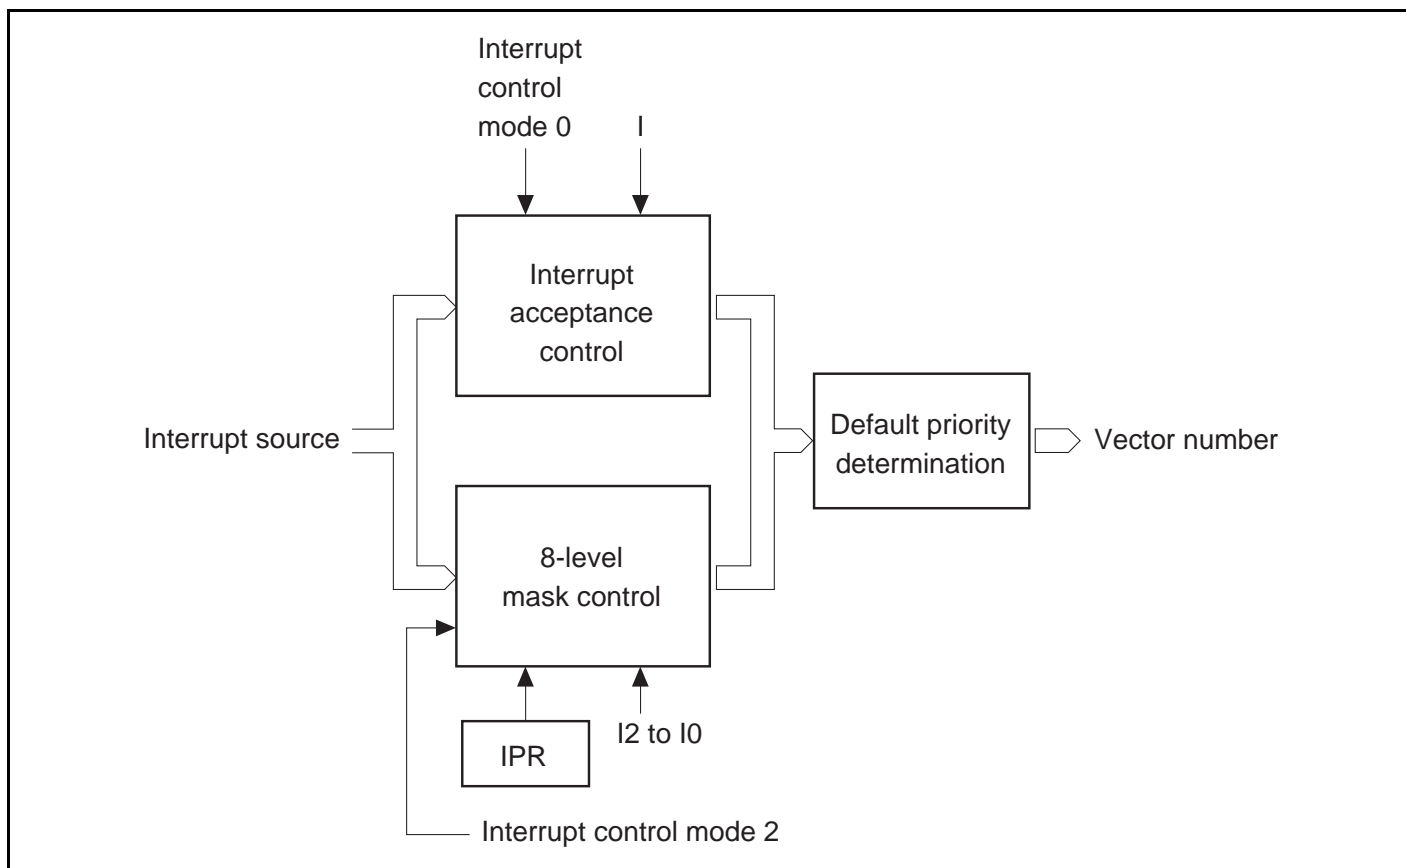 Interrupt
control
mode 0
I
Interrupt
acceptance
control
Interrupt source
Default priority
determination
Vector number
8-level
mask control
IPR
I2 to I0
Interrupt control mode 2